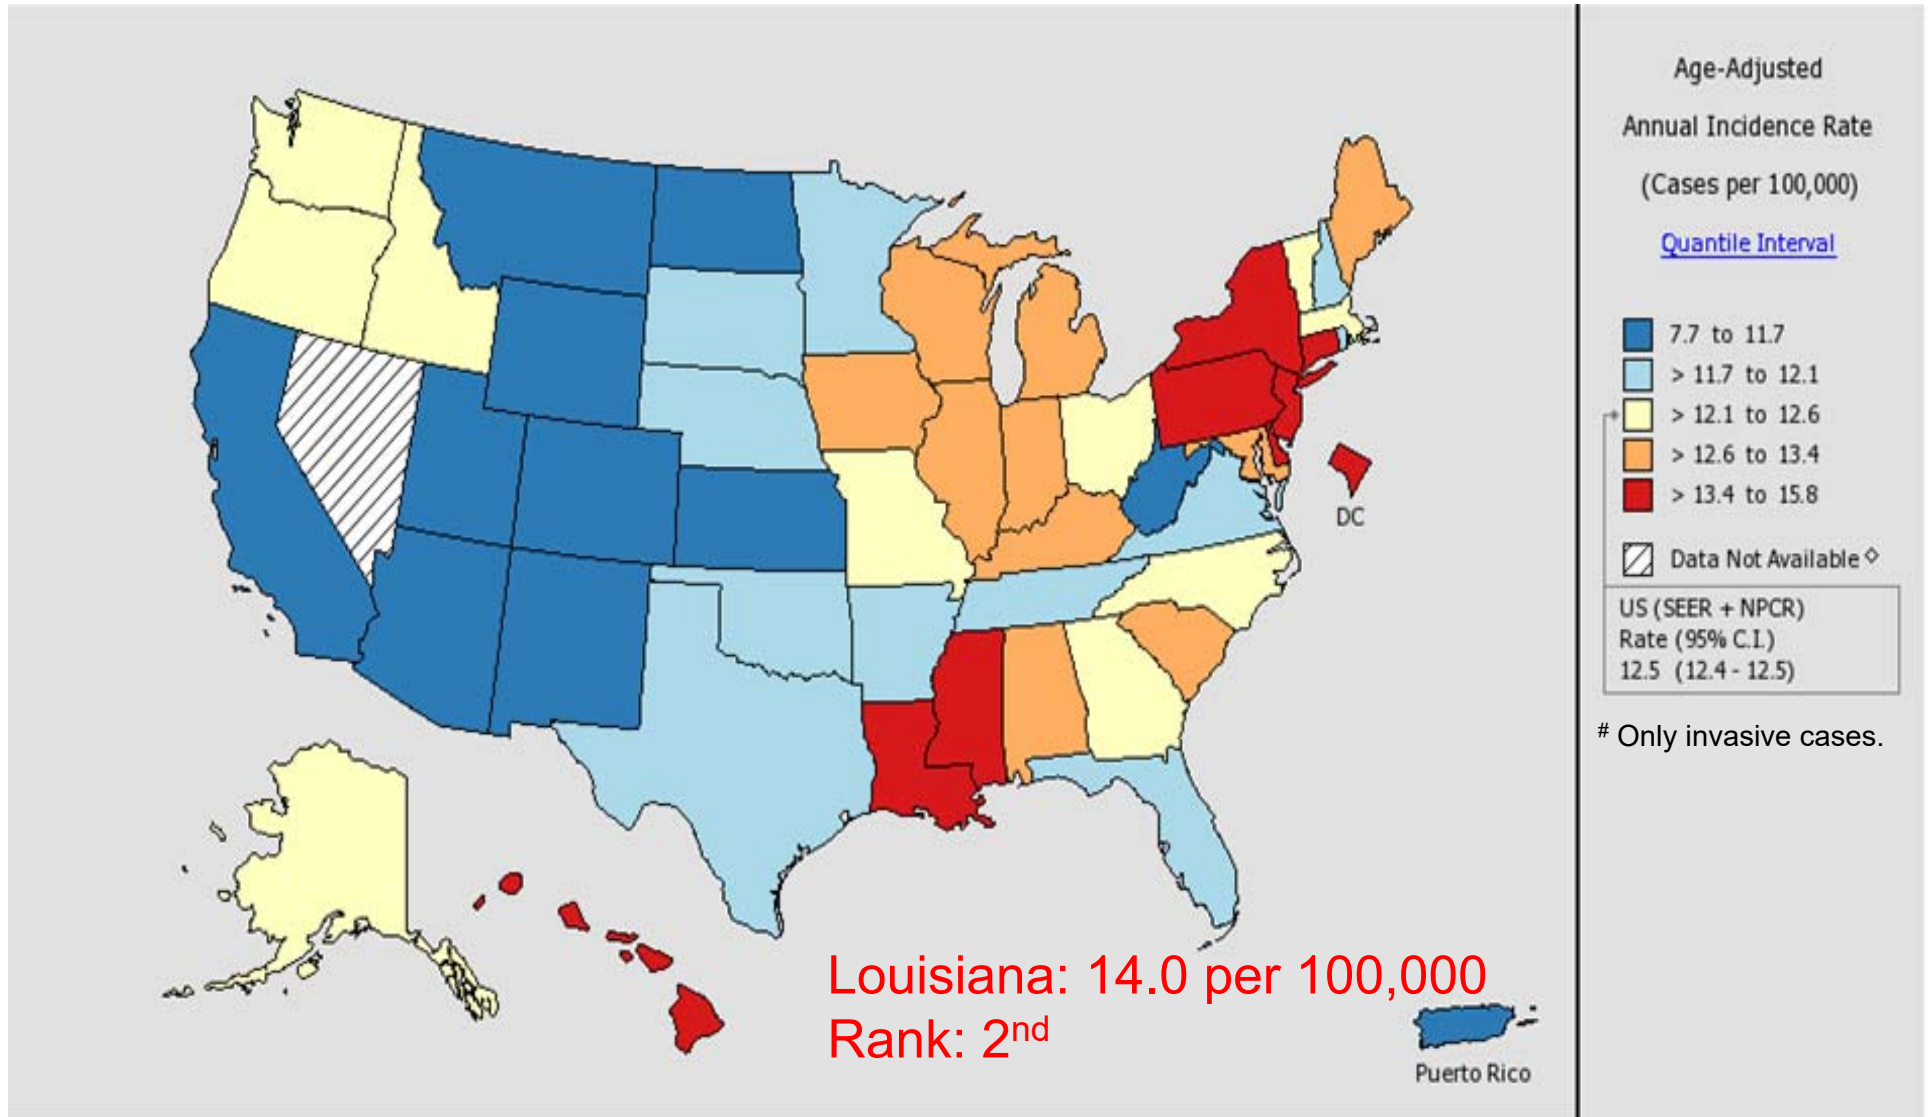 Age-Adjusted
Annual Incidence Rate
(Cases per 100,000)
Quantile Interval
7.7 to 11.7
> 11.7 to 12.1
> 12.1 to 12.6
> 12.6 to 13.4
> 13.4 to 15.8
Data Not Available ◇
US (SEER + NPCR)
Rate (95% C.I.)
12.5 (12.4 - 12.5)
# Only invasive cases.
DC
Louisiana: 14.0 per 100,000
Rank: 2nd
Puerto Rico